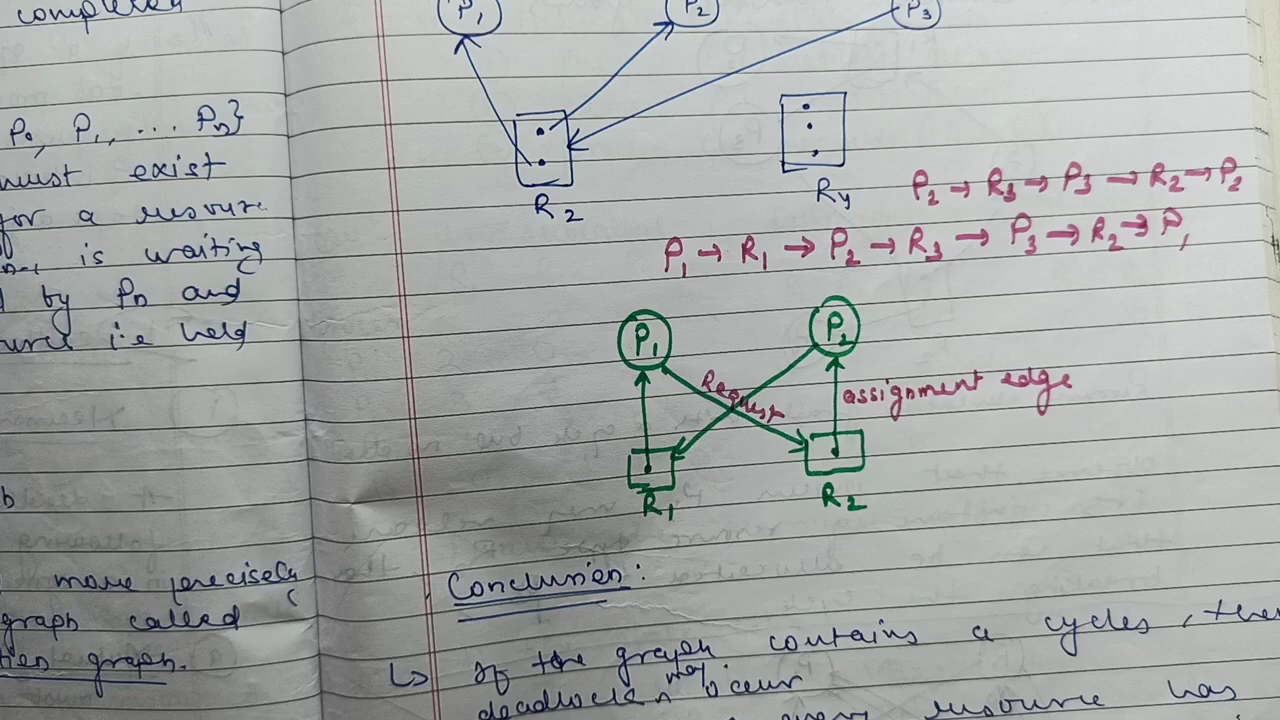 completed
P0, P1, ... Pn}
must exist
for a resource
is waiting
by Pn and
i.e held
b
more precisely
graph called
graph.
P1 P2 P3
R2 R4
P2 → R3 → P3 → R2 → P2
P1 → R1 → P2 → R3 → P3 → R2 → P1
P1 P2
Request
assignment edge
R1 R2
Conclusion:
↳ If the graph contains a cycles, then
deadlock may occur
resource has